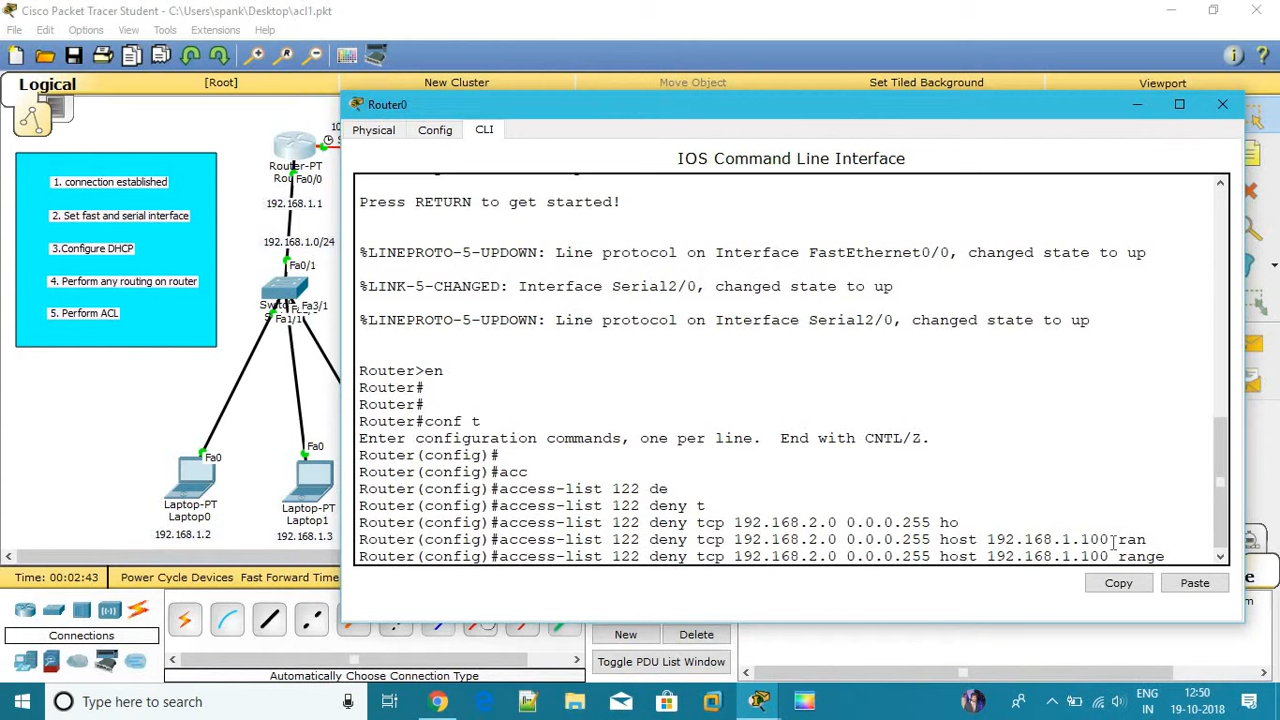 Cisco Packet Tracer Student - C:\Users\spank\Desktop\acl1.pkt
File Edit Options View Tools Extensions Help
Logical [Root] New Cluster Move Object Set Tiled Background Viewport
Router0
Physical Config CLI
IOS Command Line Interface
Press RETURN to get started!
%LINEPROTO-5-UPDOWN: Line protocol on Interface FastEthernet0/0, changed state to up
%LINK-5-CHANGED: Interface Serial2/0, changed state to up
%LINEPROTO-5-UPDOWN: Line protocol on Interface Serial2/0, changed state to up
Router>en
Router#
Router#
Router#conf t
Enter configuration commands, one per line.  End with CNTL/Z.
Router(config)#
Router(config)#acc
Router(config)#access-list 122 de
Router(config)#access-list 122 deny t
Router(config)#access-list 122 deny tcp 192.168.2.0 0.0.0.255 ho
Router(config)#access-list 122 deny tcp 192.168.2.0 0.0.0.255 host 192.168.1.100 ran
Router(config)#access-list 122 deny tcp 192.168.2.0 0.0.0.255 host 192.168.1.100 range
Copy Paste
1. connection established
2. Set fast and serial interface
3.Configure DHCP
4. Perform any routing on router
5. Perform ACL
10
Router-PT
Fa0/0
192.168.1.1
192.168.1.0/24
Fa0/1
Fa3/1
Fa1/1
Fa0
Fa0
Laptop-PT
Laptop0
192.168.1.2
Laptop-PT
Laptop1
192.168.1.3
Time: 00:02:43 Power Cycle Devices Fast Forward Time
Connections
Automatically Choose Connection Type
New Delete
Toggle PDU List Window
Type here to search
ENG
IN
12:50
19-10-2018